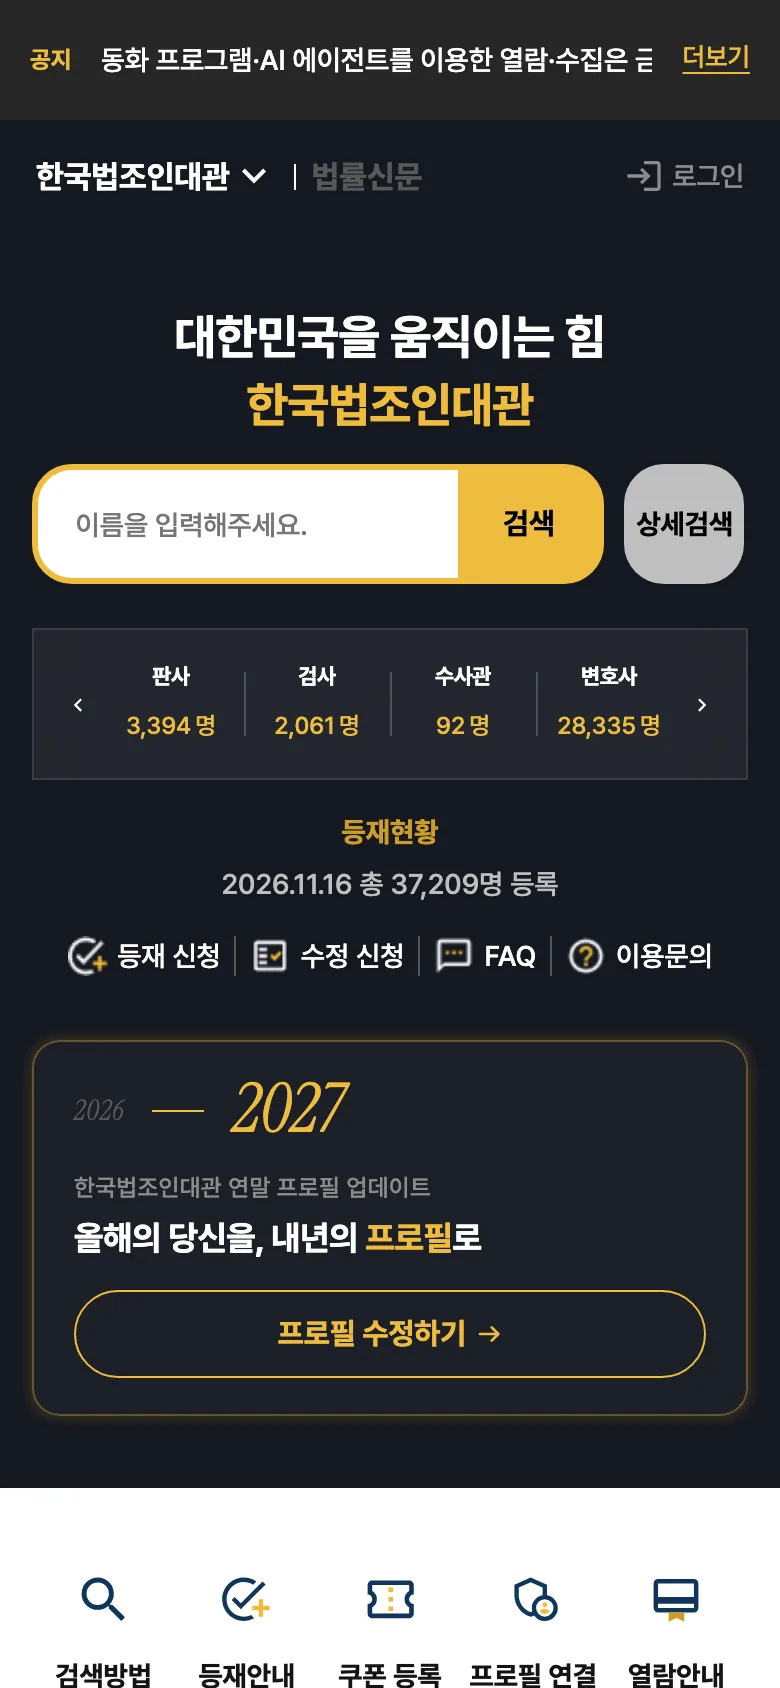 공지 동화 프로그램·AI 에이전트를 이용한 열람·수집은 더보기
한국법조인대관 | 법률신문 로그인
대한민국을 움직이는 힘
한국법조인대관
이름을 입력해주세요. 검색 상세검색
판사 검사 수사관 변호사
3,394 명 2,061 명 92 명 28,335 명
등재현황
2026.11.16 총 37,209명 등록
등재 신청 수정 신청 FAQ 이용문의
2026 — 2027
한국법조인대관 연말 프로필 업데이트
올해의 당신을, 내년의 프로필로
프로필 수정하기 →
검색방법 등재안내 쿠폰 등록 프로필 연결 열람안내